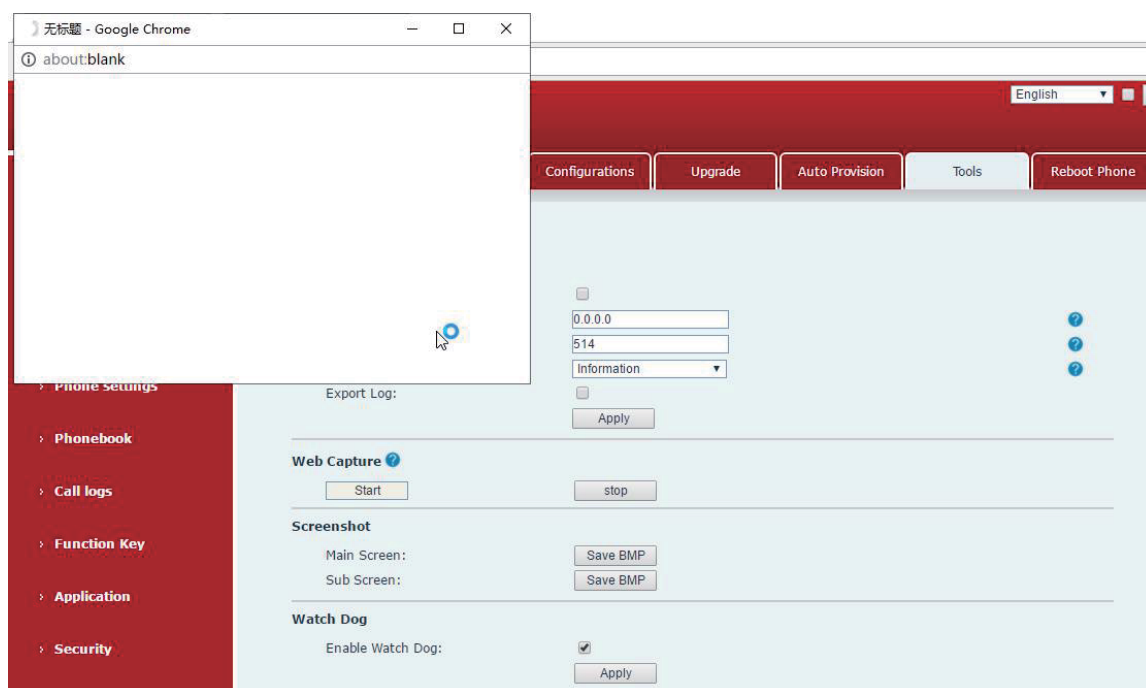 无标题 - Google Chrome
about:blank
English
Configurations
Upgrade
Auto Provision
Tools
Reboot Phone
0.0.0.0
514
Information
Export Log:
Apply
Web Capture
Start
stop
Screenshot
Main Screen:
Save BMP
Sub Screen:
Save BMP
Watch Dog
Enable Watch Dog:
Apply
Phone settings
Phonebook
Call logs
Function Key
Application
Security